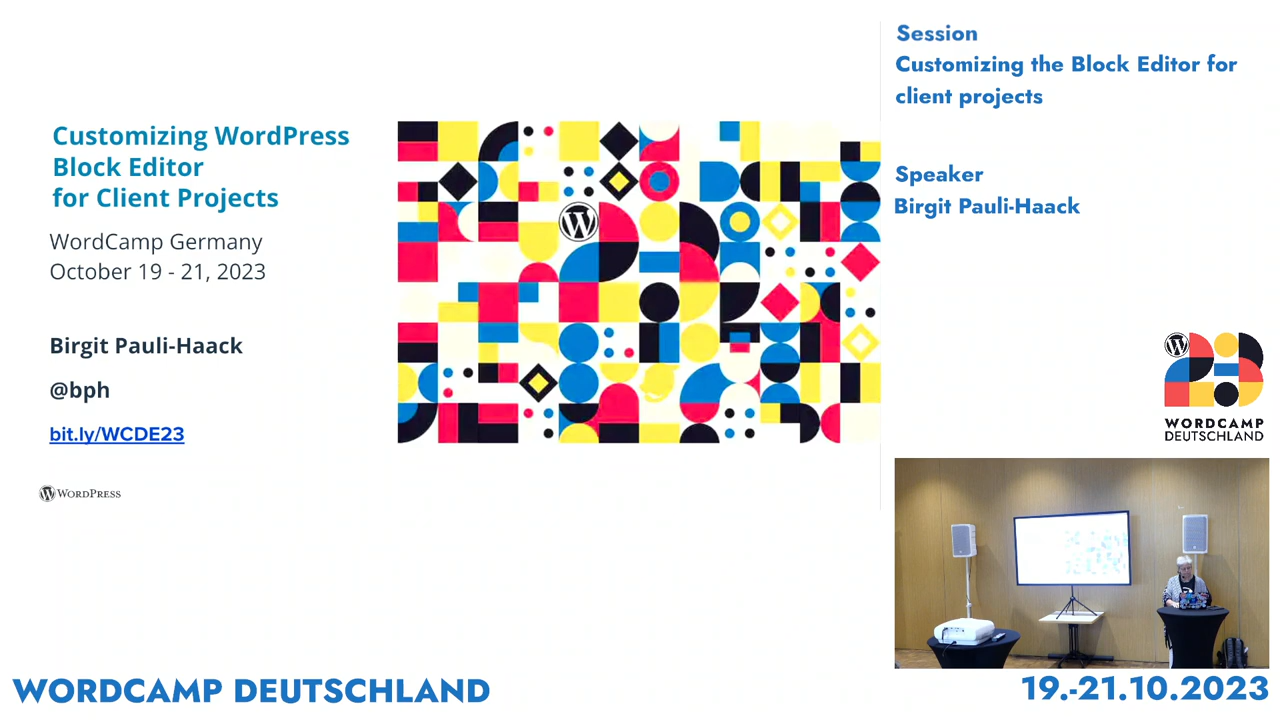 Customizing WordPress
Block Editor
for Client Projects
WordCamp Germany
October 19 - 21, 2023
Birgit Pauli-Haack
@bph
bit.ly/WCDE23
WORDPRESS
Session
Customizing the Block Editor for
client projects
Speaker
Birgit Pauli-Haack
WORDCAMP
DEUTSCHLAND
WORDCAMP DEUTSCHLAND
19.-21.10.2023